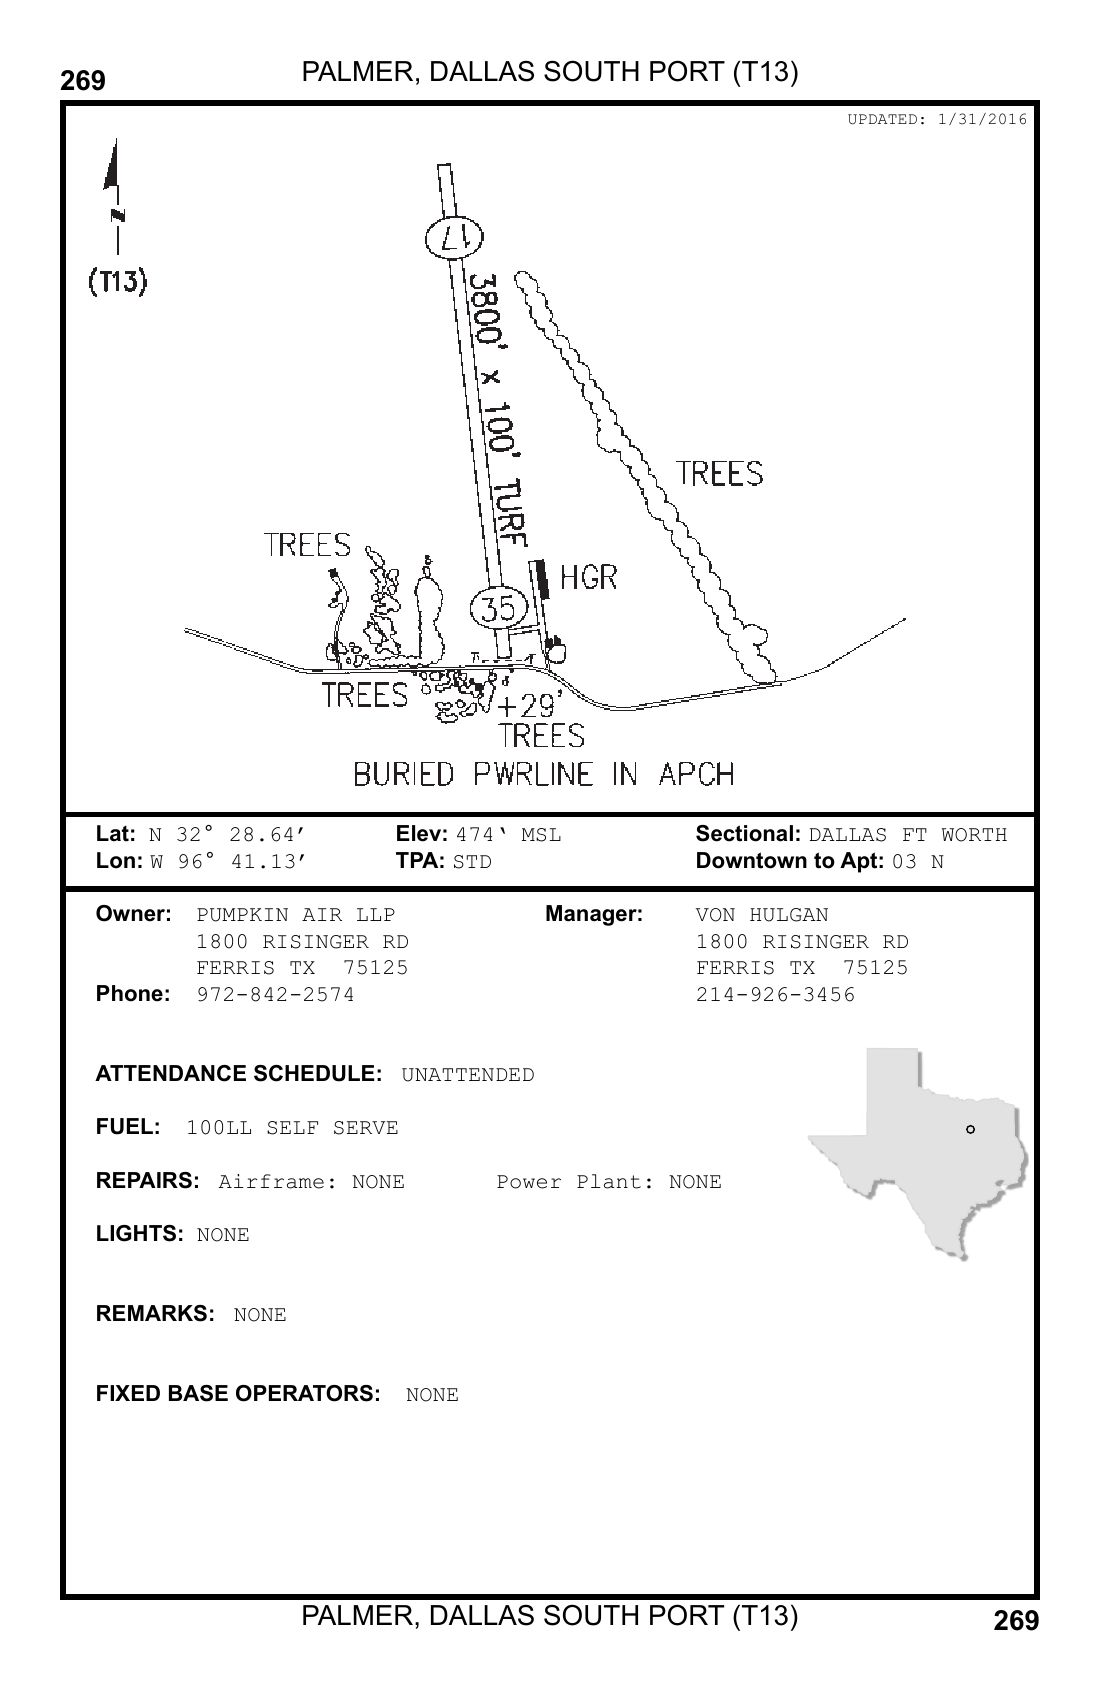 269
PALMER, DALLAS SOUTH PORT (T13)
UPDATED: 1/31/2016
N
(T13)
17
3800' x 100' TURF
TREES
TREES
HGR
35
TREES
+29'
TREES
BURIED PWRLINE IN APCH
Lat: N 32° 28.64′ Elev: 474‘ MSL Sectional: DALLAS FT WORTH
Lon: W 96° 41.13′ TPA: STD Downtown to Apt: 03 N
Owner: PUMPKIN AIR LLP Manager: VON HULGAN
1800 RISINGER RD 1800 RISINGER RD
FERRIS TX 75125 FERRIS TX 75125
Phone: 972-842-2574 214-926-3456
ATTENDANCE SCHEDULE: UNATTENDED
FUEL: 100LL SELF SERVE
REPAIRS: Airframe: NONE Power Plant: NONE
LIGHTS: NONE
REMARKS: NONE
FIXED BASE OPERATORS: NONE
PALMER, DALLAS SOUTH PORT (T13)
269